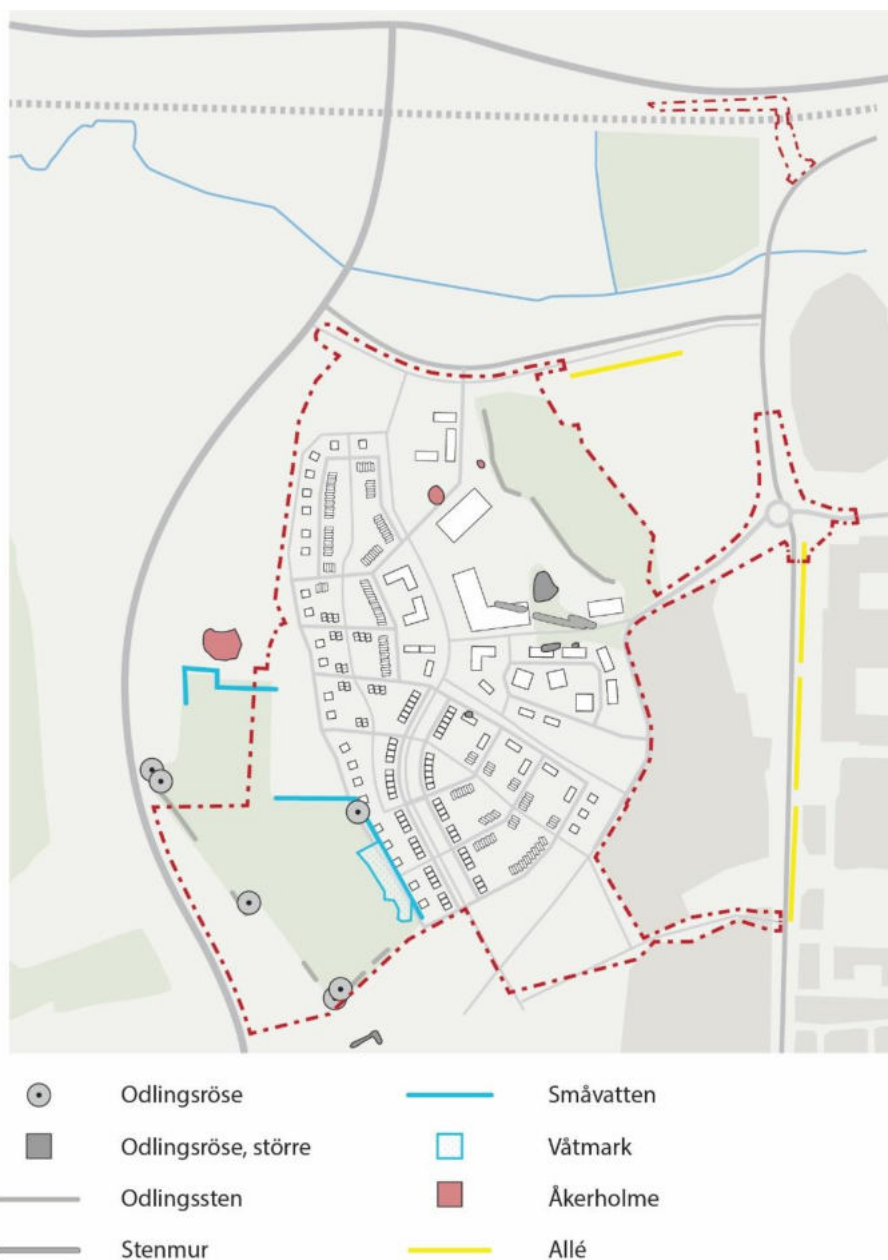 Odlingsröse
Odlingsröse, större
Odlingssten
Stenmur
Småvatten
Våtmark
Åkerholme
Allé